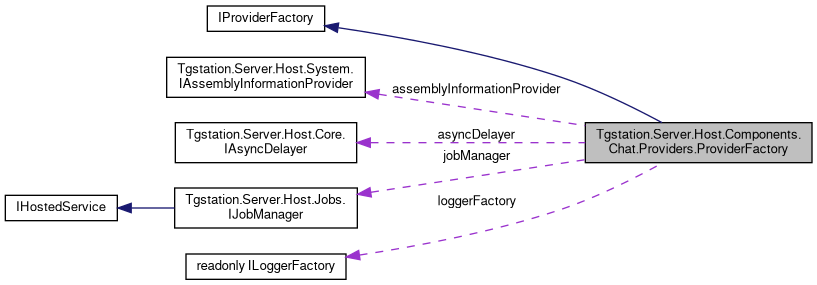 IProviderFactory
Tgstation.Server.Host.System.
IAssemblyInformationProvider
assemblyInformationProvider
Tgstation.Server.Host.Core.
IAsyncDelayer
asyncDelayer
Tgstation.Server.Host.Components.
Chat.Providers.ProviderFactory
jobManager
IHostedService
Tgstation.Server.Host.Jobs.
IJobManager
loggerFactory
readonly ILoggerFactory